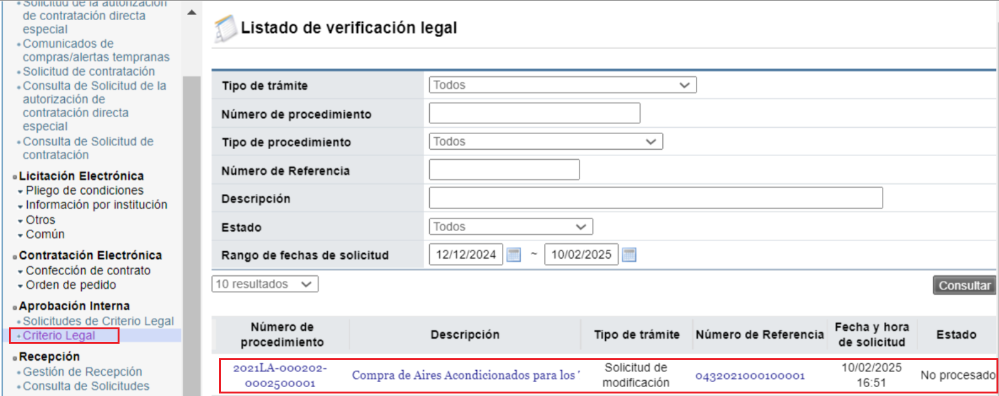 Solicitud de la autorización
de contratación directa
especial
Comunicados de
compras/alertas tempranas
Solicitud de contratación
Consulta de Solicitud de la
autorización de
contratación directa
especial
Consulta de Solicitud de
contratación
Licitación Electrónica
Pliego de condiciones
Información por institución
Otros
Común
Contratación Electrónica
Confección de contrato
Orden de pedido
Aprobación Interna
Solicitudes de Criterio Legal
Criterio Legal
Recepción
Gestión de Recepción
Consulta de Solicitudes
Listado de verificación legal
Tipo de trámite Todos
Número de procedimiento
Tipo de procedimiento Todos
Número de Referencia
Descripción
Estado Todos
Rango de fechas de solicitud 12/12/2024 ~ 10/02/2025
10 resultados
Consultar
Número de
procedimiento
Descripción
Tipo de trámite
Número de Referencia
Fecha y hora
de solicitud
Estado
2021LA-000202-
0002500001
Compra de Aires Acondicionados para los
Solicitud de
modificación
0432021000100001
10/02/2025
16:51
No procesado